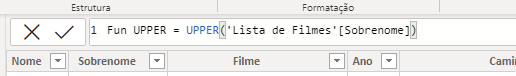 Estrutura Formatação
1 Fun UPPER = UPPER('Lista de Filmes'[Sobrenome])
Nome Sobrenome Filme Ano Camin